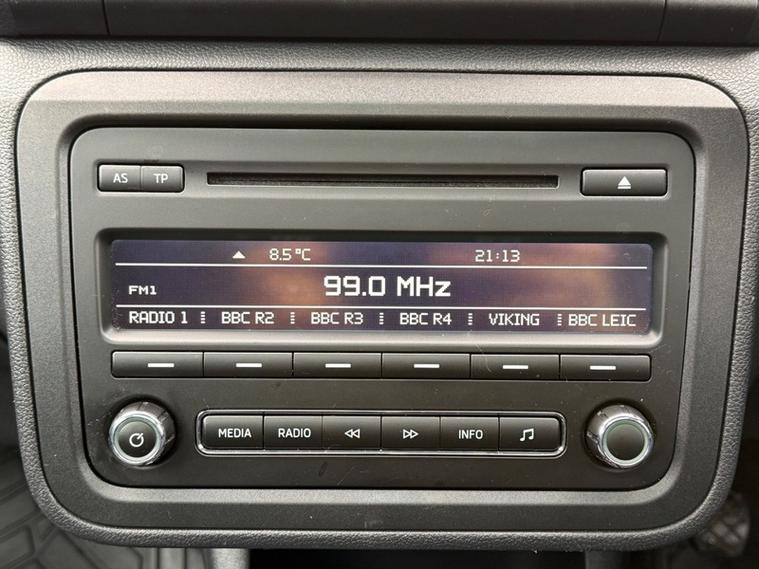 AS TP
8.5°C 21:13
99.0 MHz
FM1
RADIO 1 BBC R2 BBC R3 BBC R4 VIKING BBC LEIC
MEDIA RADIO INFO